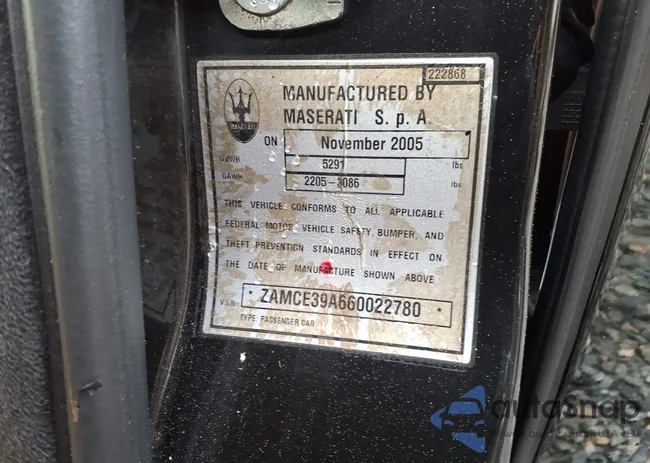 222868
MASERATI
MANUFACTURED BY
MASERATI S.p.A.
ON November 2005
GVWR 5291 lbs
GAWR 2205-3086 lbs
THIS VEHICLE CONFORMS TO ALL APPLICABLE
FEDERAL MOTOR VEHICLE SAFETY, BUMPER, AND
THEFT PREVENTION STANDARDS IN EFFECT ON
THE DATE OF MANUFACTURE SHOWN ABOVE
V.I.N. * ZAMCE39A660022780 *
TYPE: PASSENGER CAR
autoSnap